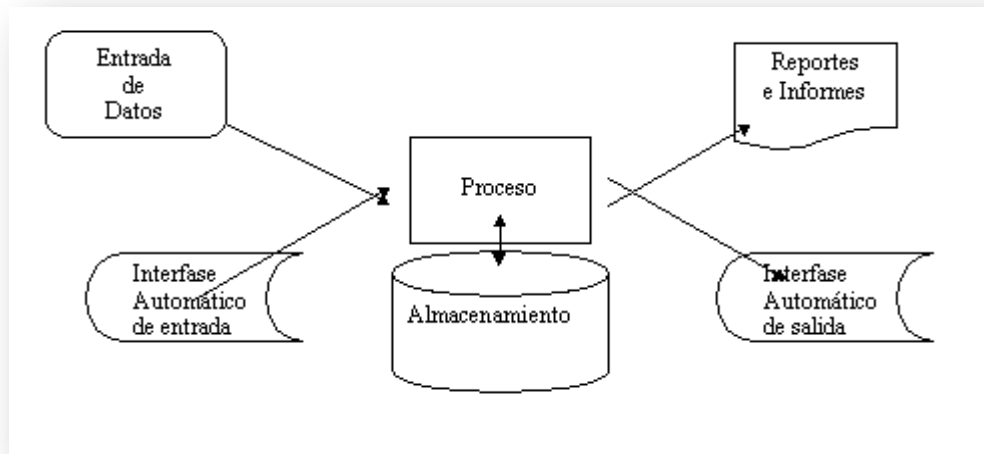 Entrada
de
Datos
Reportes
e Informes
Proceso
Interfase
Automático
de entrada
Almacenamiento
Interfase
Automático
de salida